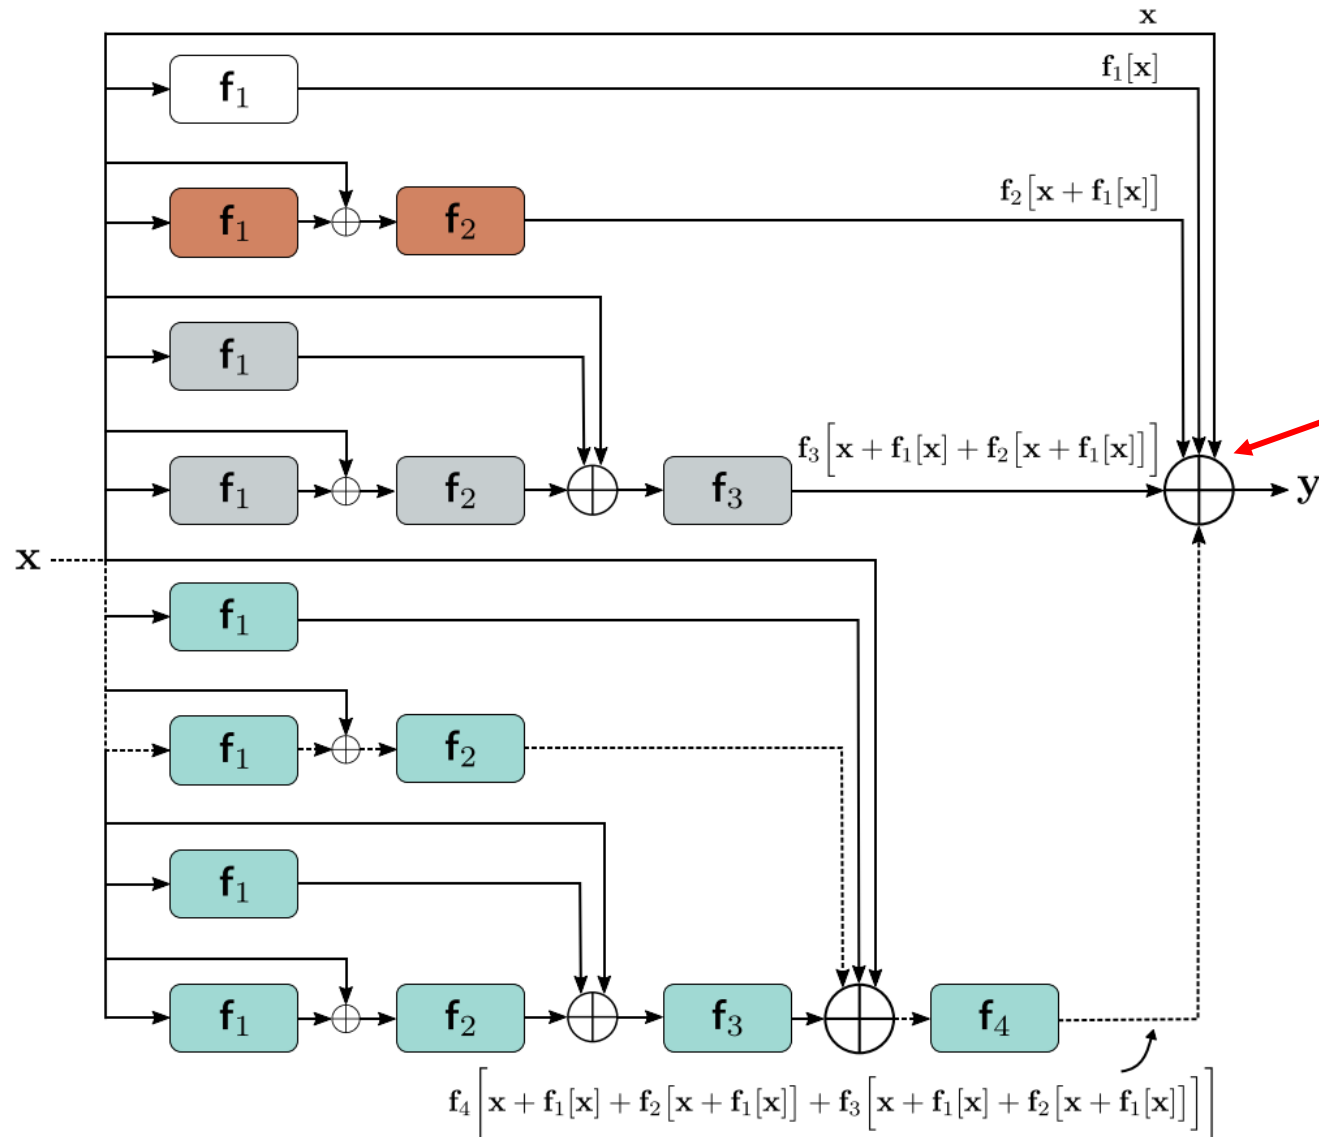 x
f₁[x]
f₁
f₂[x + f₁[x]]
f₁ f₂
f₁
f₃[x + f₁[x] + f₂[x + f₁[x]]]
f₁ f₂ f₃ y
x
f₁
f₁ f₂
f₁
f₁ f₂ f₃ f₄
f₄[x + f₁[x] + f₂[x + f₁[x]] + f₃[x + f₁[x] + f₂[x + f₁[x]]]]